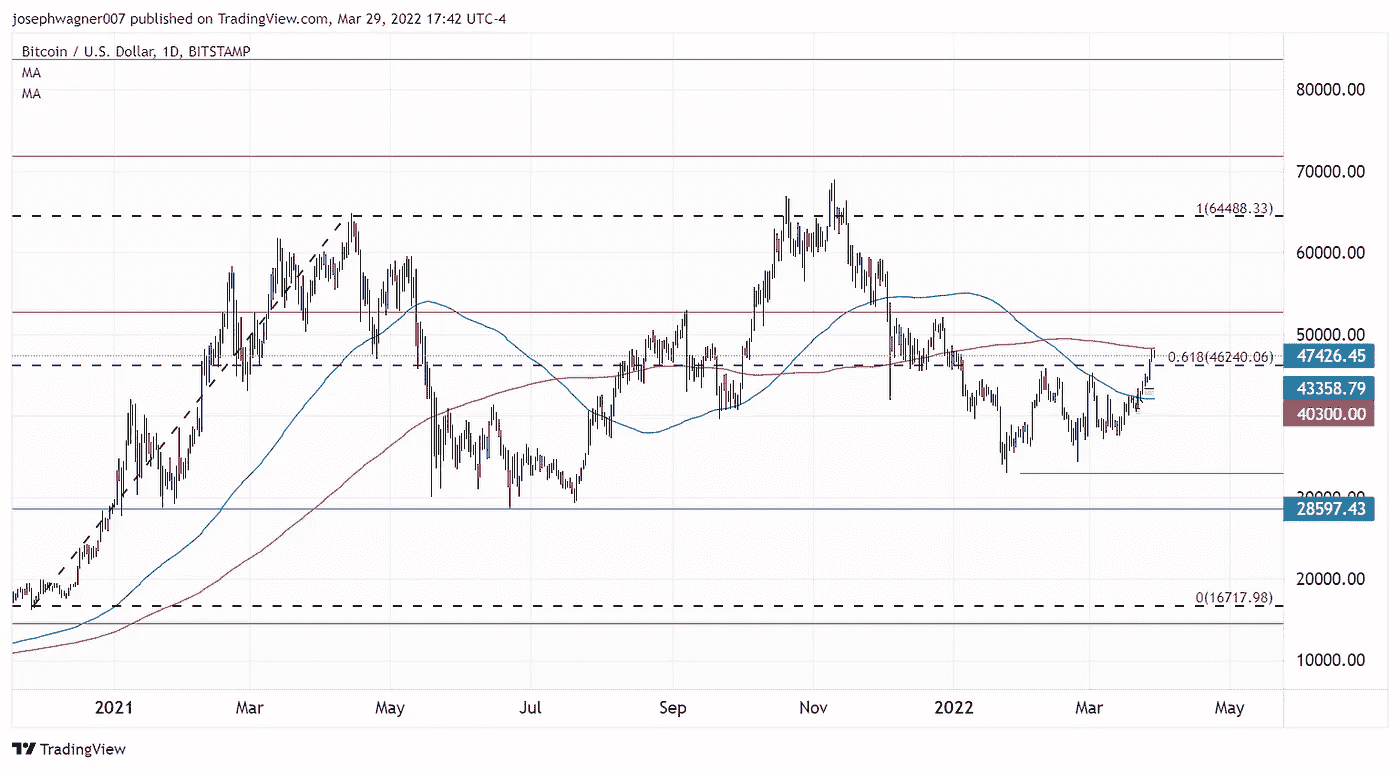 josephwagner007 published on TradingView.com, Mar 29, 2022 17:42 UTC-4
Bitcoin / U.S. Dollar, 1D, BITSTAMP
MA
MA
80000.00
70000.00
1(64488.33)
60000.00
50000.00
0.618(46240.06)
47426.45
43358.79
40300.00
30000.00
28597.43
20000.00
0(16717.98)
10000.00
2021 Mar May Jul Sep Nov 2022 Mar May
TradingView